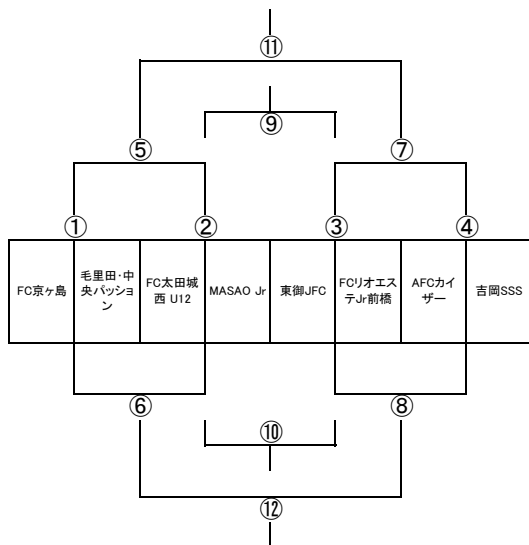 ⑪
⑨
⑤
⑦
①
②
③
④
FC京ヶ島
毛里田・中
央パッショ
ン
FC太田城
西 U12
MASAO Jr
東御JFC
FCリオエス
テJr前橋
AFCカイ
ザー
吉岡SSS
⑥
⑧
⑩
⑫